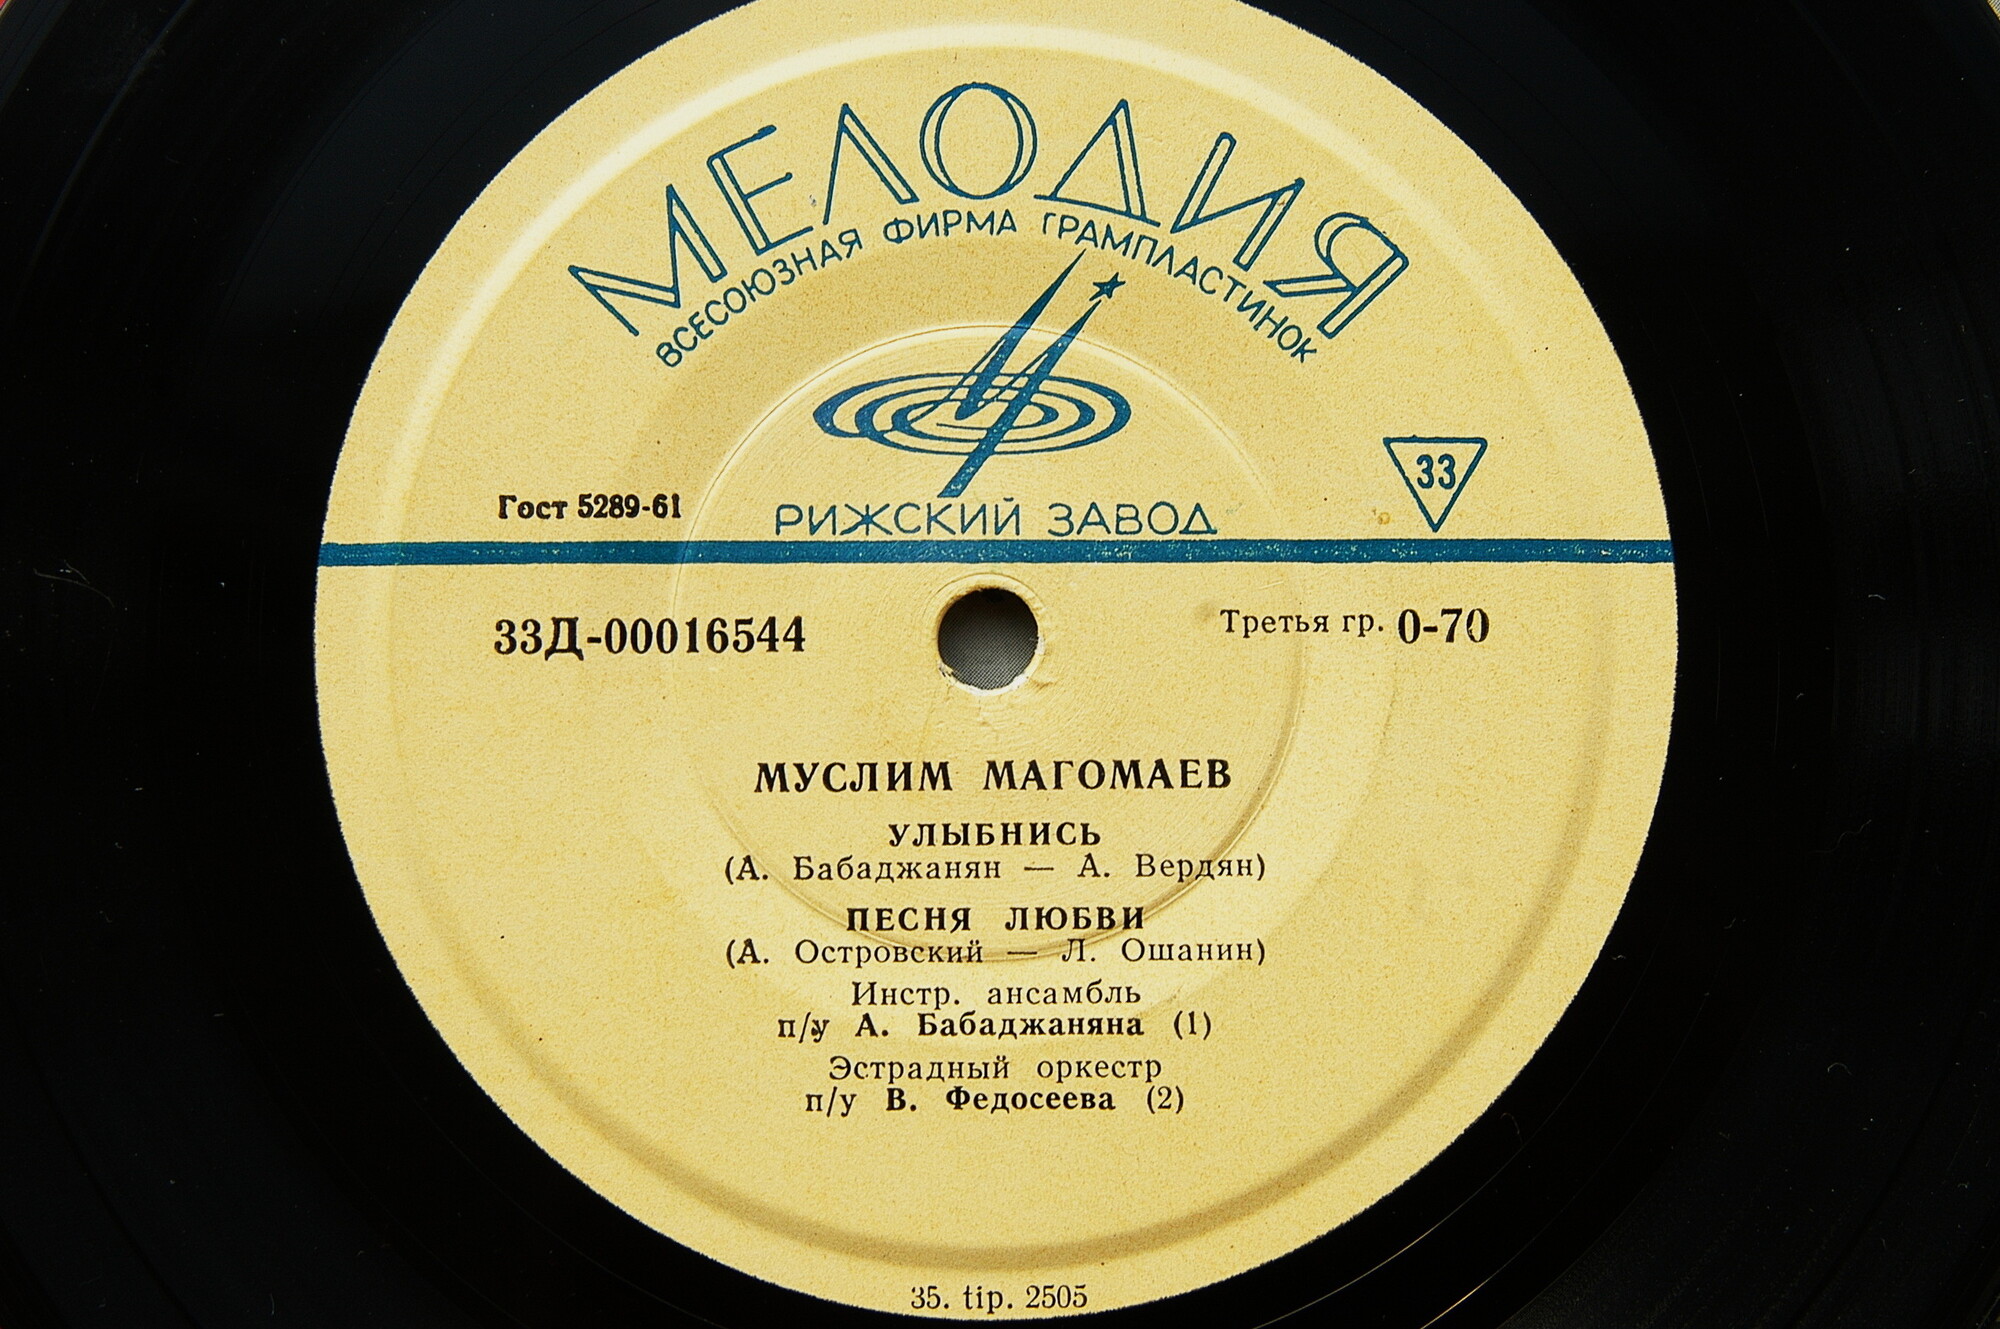 МЕЛОДИЯ
ВСЕСОЮЗНАЯ ФИРМА ГРАМПЛАСТИНОК
33
Гост 5289-61
РИЖСКИЙ ЗАВОД
33Д-00016544
Третья гр. 0-70
МУСЛИМ МАГОМАЕВ
УЛЫБНИСЬ
(А. Бабаджанян — А. Вердян)
ПЕСНЯ ЛЮБВИ
(А. Островский — Л. Ошанин)
Инстр. ансамбль
п/у А. Бабаджаняна (1)
Эстрадный оркестр
п/у В. Федосеева (2)
35. tip. 2505